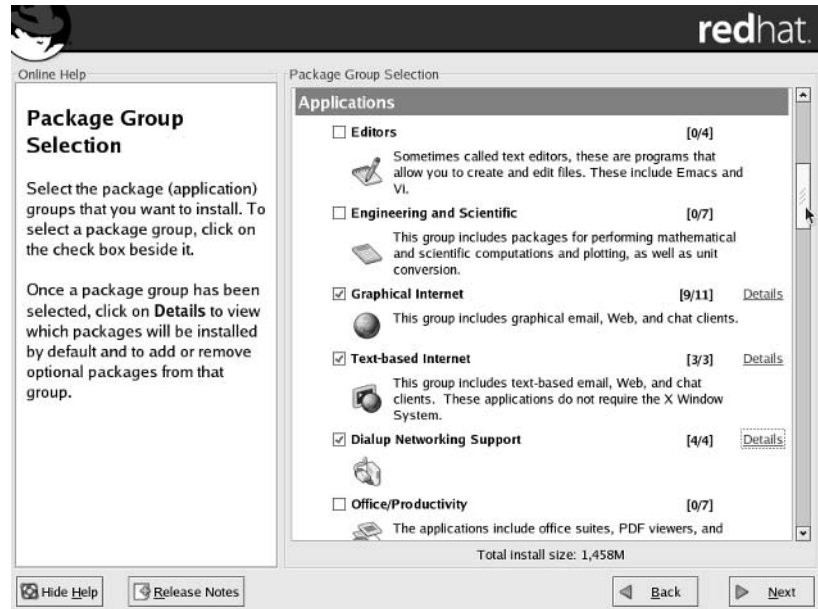 redhat.
Online Help
Package Group
Selection
Select the package (application)
groups that you want to install. To
select a package group, click on
the check box beside it.
Once a package group has been
selected, click on Details to view
which packages will be installed
by default and to add or remove
optional packages from that
group.
Package Group Selection
Applications
Editors [0/4]
Sometimes called text editors, these are programs that
allow you to create and edit files. These include Emacs and
Vi.
Engineering and Scientific [0/7]
This group includes packages for performing mathematical
and scientific computations and plotting, as well as unit
conversion.
Graphical Internet [9/11] Details
This group includes graphical email, Web, and chat clients.
Text-based Internet [3/3] Details
This group includes text-based email, Web, and chat
clients. These applications do not require the X Window
System.
Dialup Networking Support [4/4] Details
Office/Productivity [0/7]
The applications include office suites, PDF viewers, and
Total install size: 1,458M
Hide Help
Release Notes
Back
Next